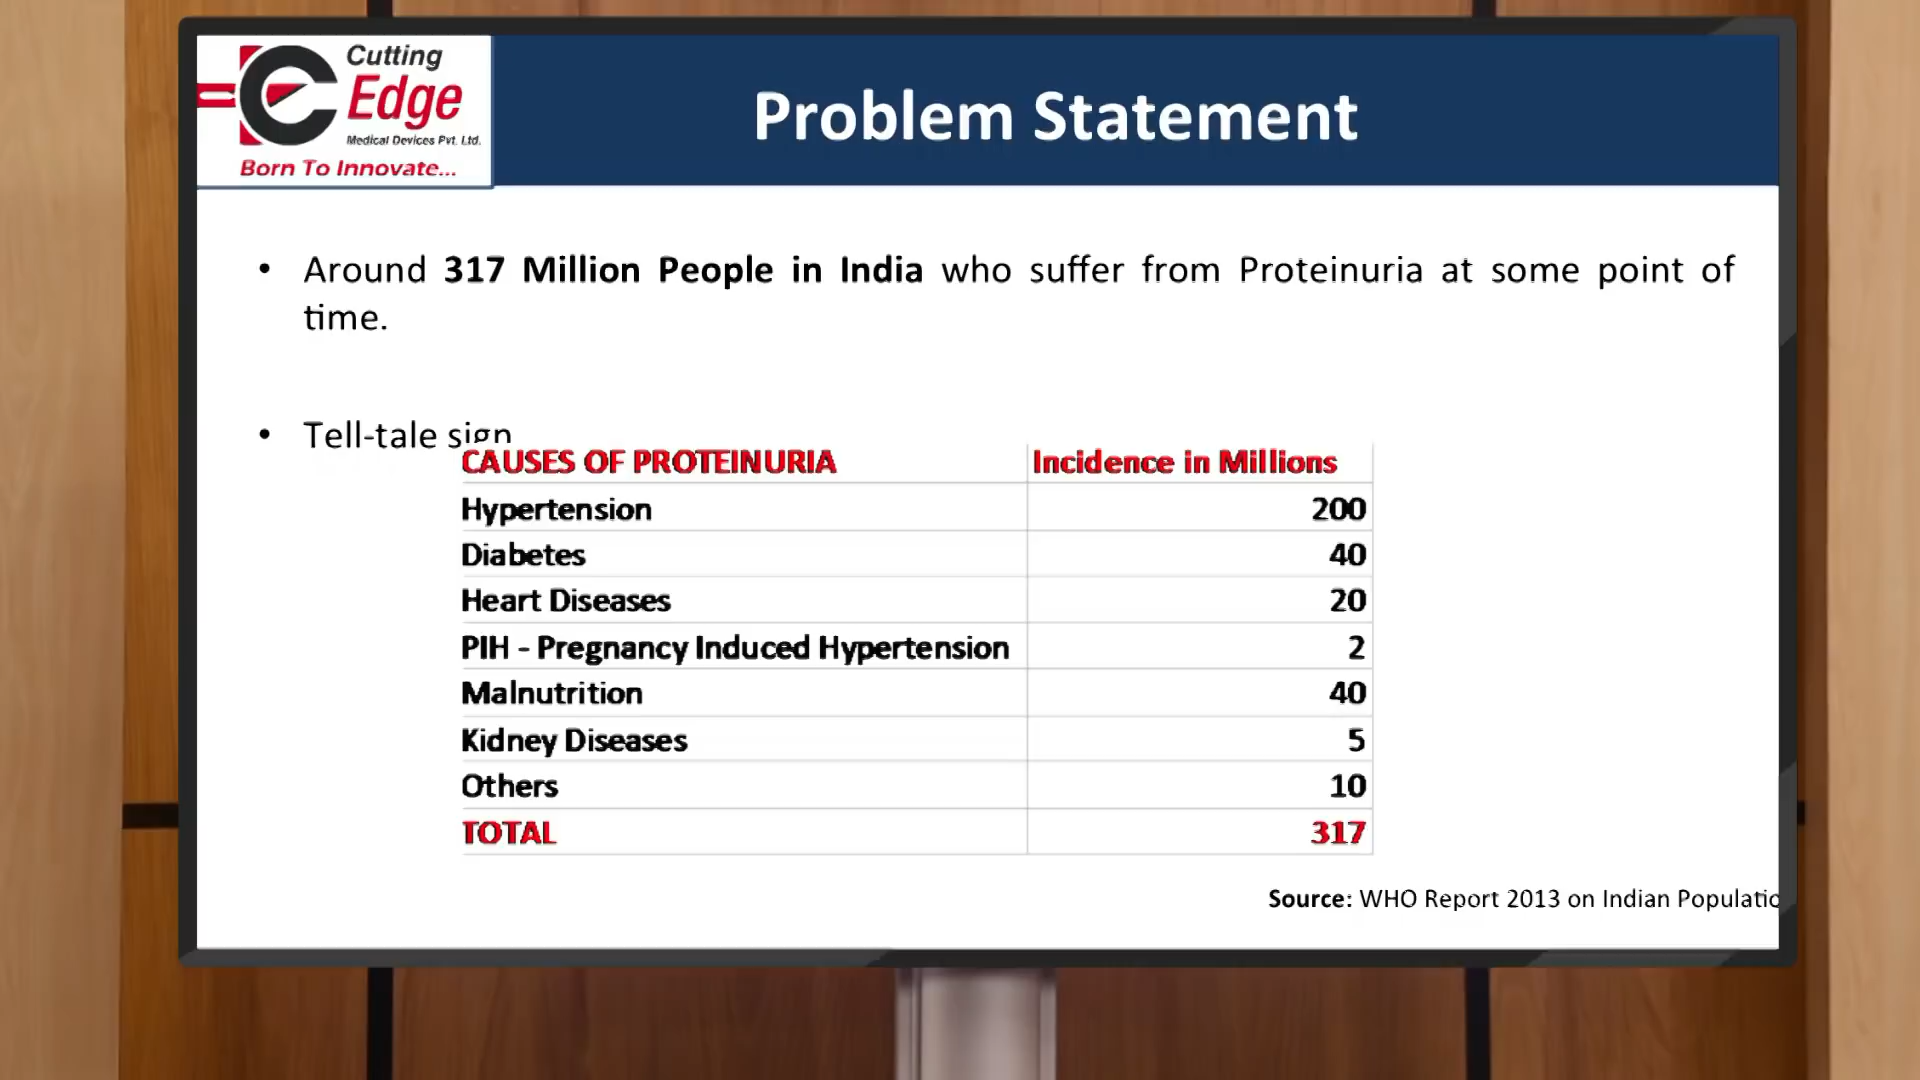 Cutting
Edge
Medical Devices Pvt. Ltd.
Born To Innovate...
Problem Statement
• Around 317 Million People in India who suffer from Proteinuria at some point of
time.
• Tell-tale sign
CAUSES OF PROTEINURIA Incidence in Millions
Hypertension 200
Diabetes 40
Heart Diseases 20
PIH - Pregnancy Induced Hypertension 2
Malnutrition 40
Kidney Diseases 5
Others 10
TOTAL 317
Source: WHO Report 2013 on Indian Populatio